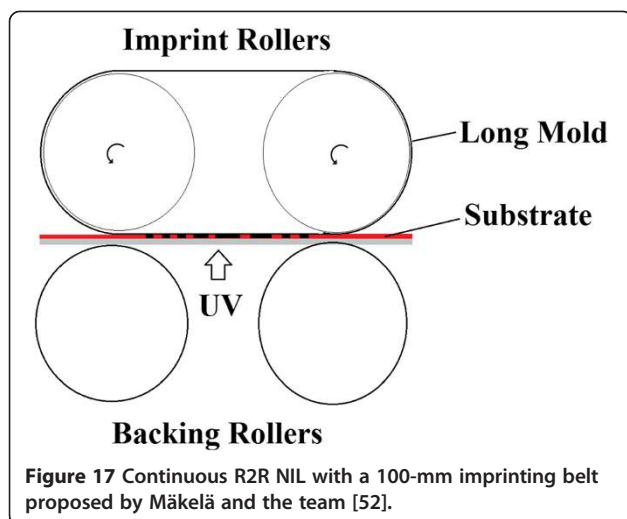 Imprint Rollers
Long Mold
Substrate
UV
Backing Rollers
Figure 17 Continuous R2R NIL with a 100-mm imprinting belt
proposed by Mäkelä and the team [52].